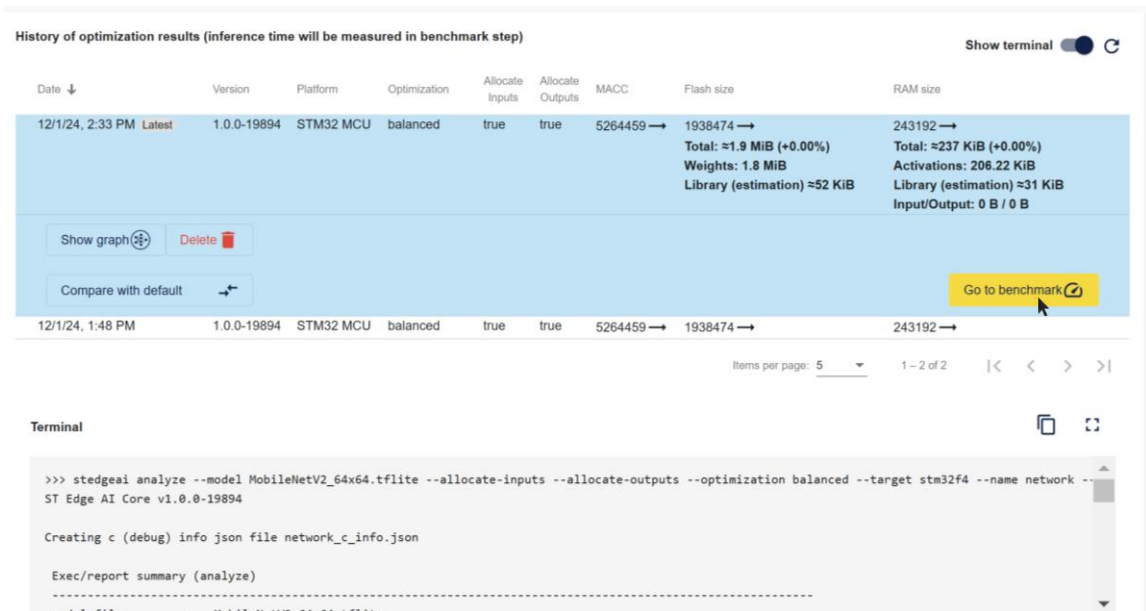 History of optimization results (inference time will be measured in benchmark step)
Show terminal
Date Version Platform Optimization Allocate Inputs Allocate Outputs MACC Flash size RAM size
12/1/24, 2:33 PM Latest 1.0.0-19894 STM32 MCU balanced true true 5264459 → 1938474 → 243192 →
Total: ≈1.9 MiB (+0.00%) Total: ≈237 KiB (+0.00%)
Weights: 1.8 MiB Activations: 206.22 KiB
Library (estimation) ≈52 KiB Library (estimation) ≈31 KiB
Input/Output: 0 B / 0 B
Show graph Delete
Compare with default Go to benchmark
12/1/24, 1:48 PM 1.0.0-19894 STM32 MCU balanced true true 5264459 → 1938474 → 243192 →
Items per page: 5 1 – 2 of 2
Terminal
>>> stedgeai analyze --model MobileNetV2_64x64.tflite --allocate-inputs --allocate-outputs --optimization balanced --target stm32f4 --name network --
ST Edge AI Core v1.0.0-19894
Creating c (debug) info json file network_c_info.json
Exec/report summary (analyze)